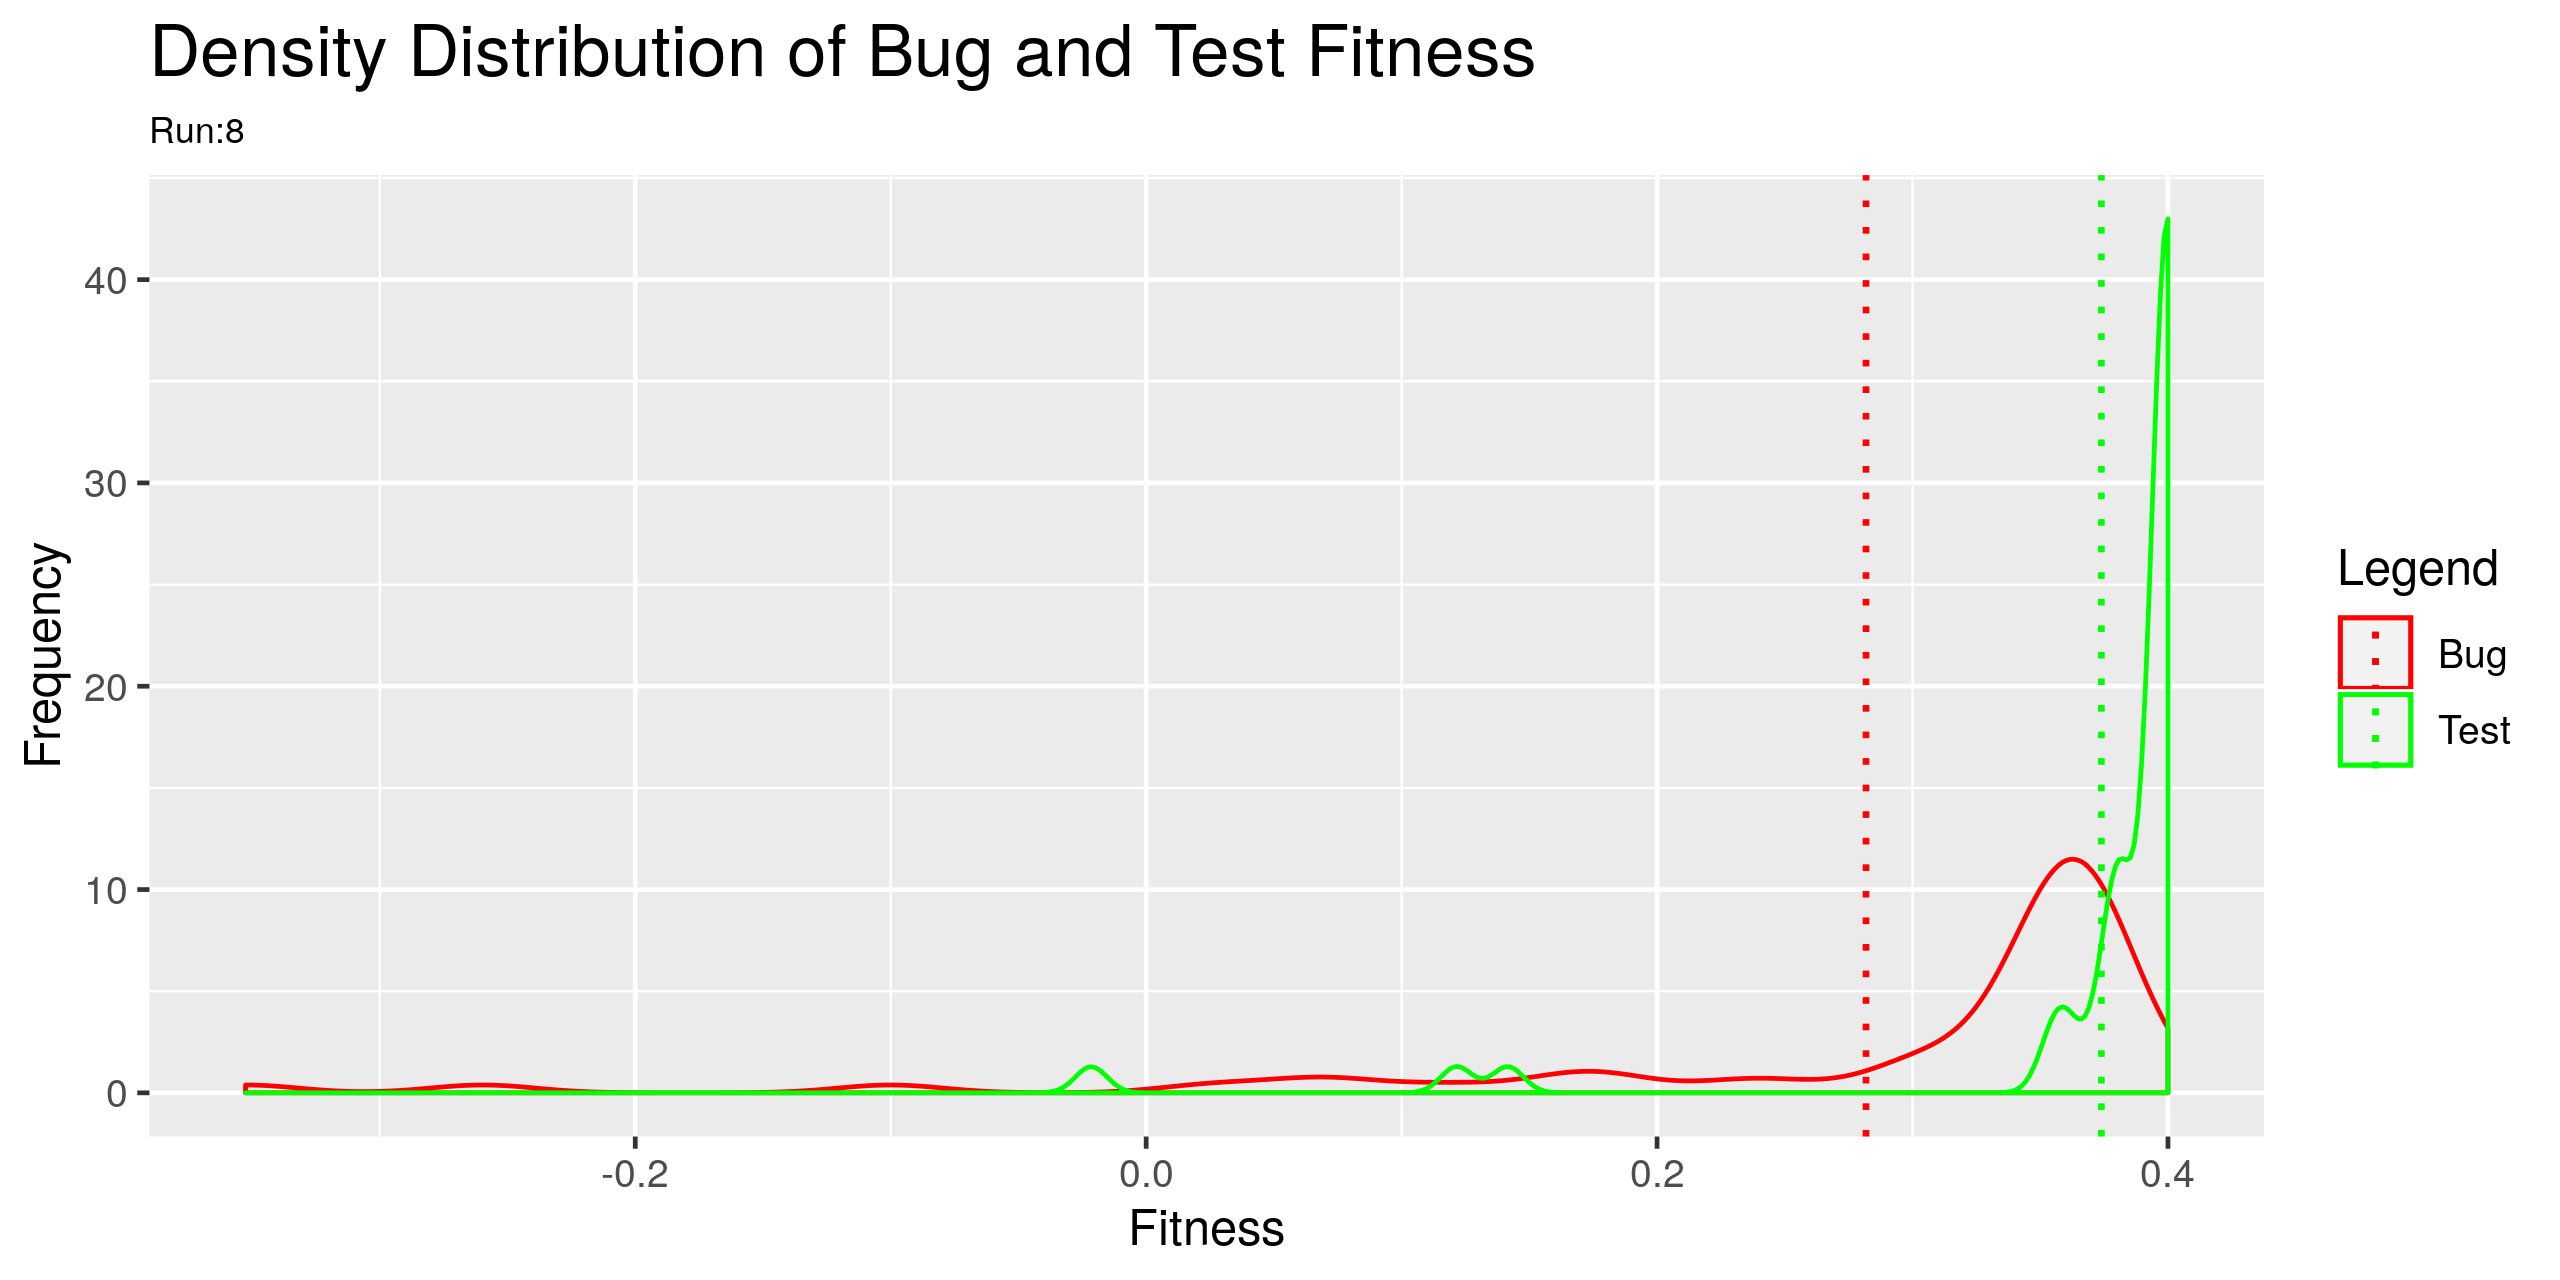 Density Distribution of Bug and Test Fitness
Run:8
Frequency
40
30
20
10
0
-0.2
0.0
0.2
0.4
Fitness
Legend
Bug
Test